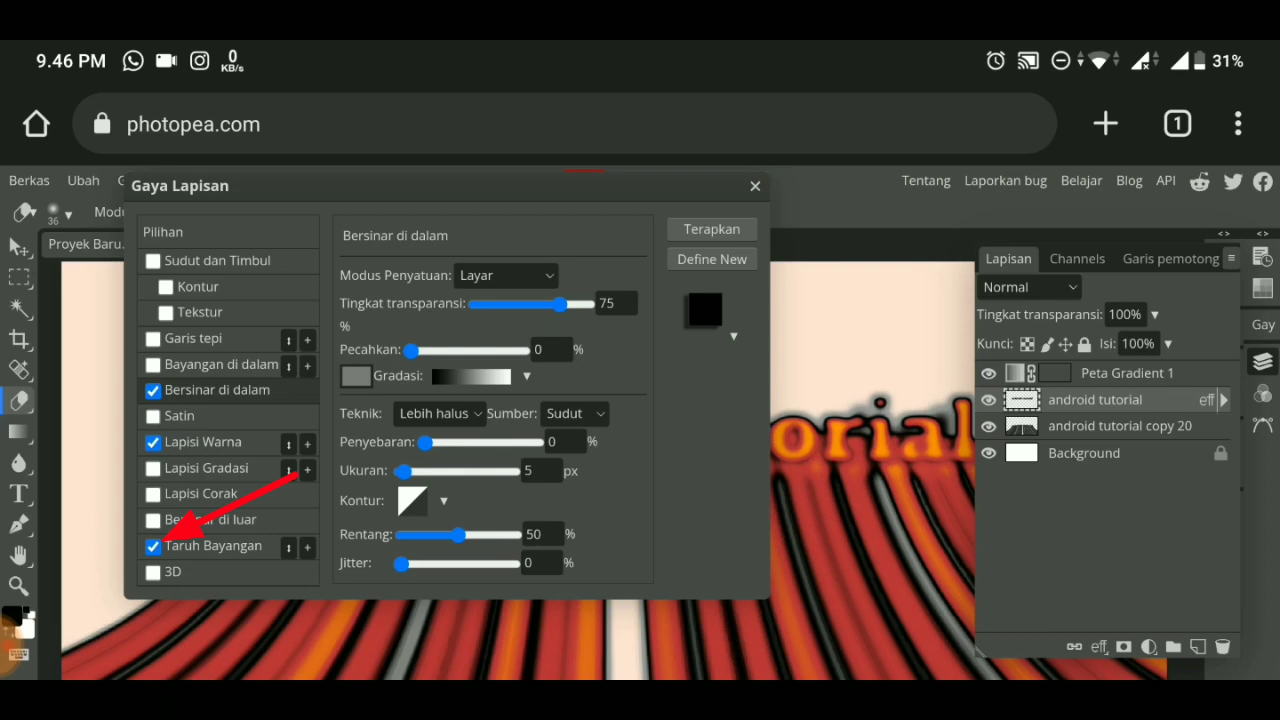 9.46 PM 0 KB/s 31%
photopea.com 1
Berkas Ubah G Tentang Laporkan bug Belajar Blog API
Gaya Lapisan
36 Modu
Proyek Baru.
Pilihan
Sudut dan Timbul
Kontur
Tekstur
Garis tepi
Bayangan di dalam
Bersinar di dalam
Satin
Lapisi Warna
Lapisi Gradasi
Lapisi Corak
Taruh Bayangan
3D
Bersinar di dalam
Modus Penyatuan: Layar
Tingkat transparansi: 75
%
Pecahkan: 0 %
Gradasi:
Teknik: Lebih halus Sumber: Sudut
Penyebaran: 0 %
Ukuran: 5 px
Kontur:
Rentang: 50 %
Jitter: 0 %
Terapkan
Define New
Lapisan Channels Garis pemotong
Normal
Tingkat transparansi: 100%
Kunci: Isi: 100%
Peta Gradient 1
android tutorial eff
android tutorial copy 20
Background
eff
Gay
orial